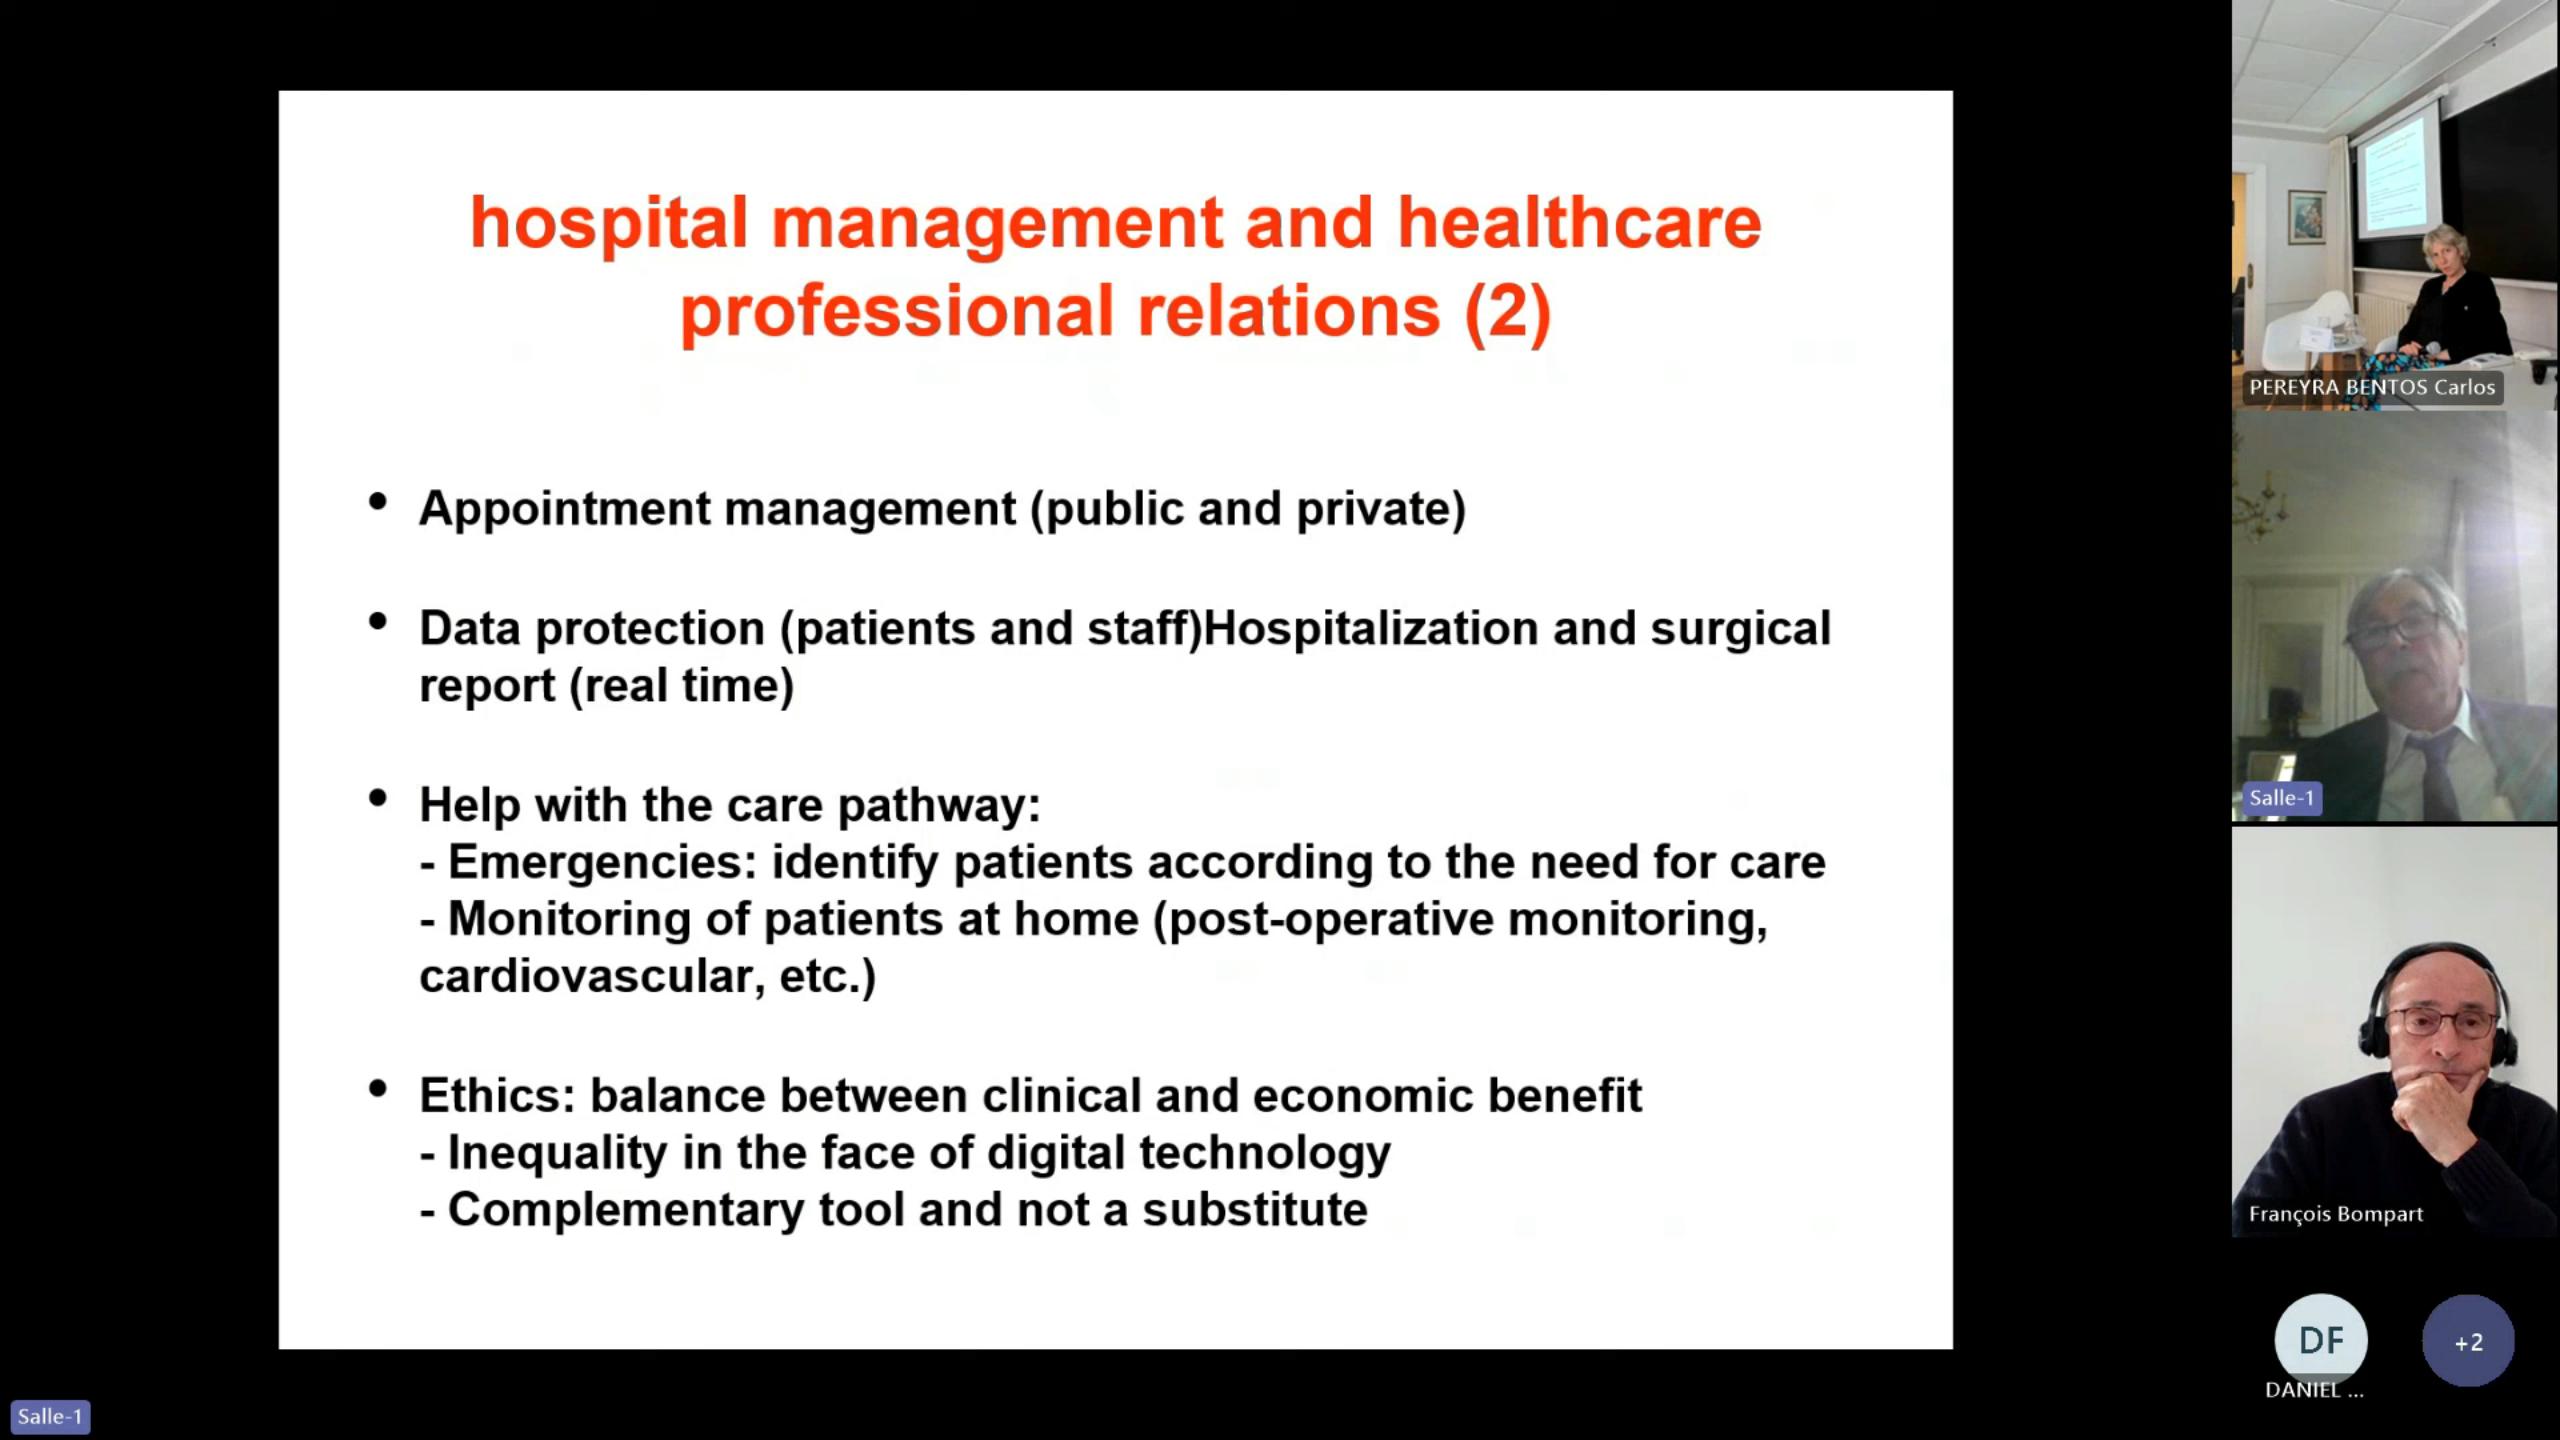 hospital management and healthcare
professional relations (2)
• Appointment management (public and private)
• Data protection (patients and staff)Hospitalization and surgical
report (real time)
• Help with the care pathway:
- Emergencies: identify patients according to the need for care
- Monitoring of patients at home (post-operative monitoring,
cardiovascular, etc.)
• Ethics: balance between clinical and economic benefit
- Inequality in the face of digital technology
- Complementary tool and not a substitute
PEREYRA BENTOS Carlos
Salle-1
François Bompart
DF
DANIEL ...
+2
Salle-1